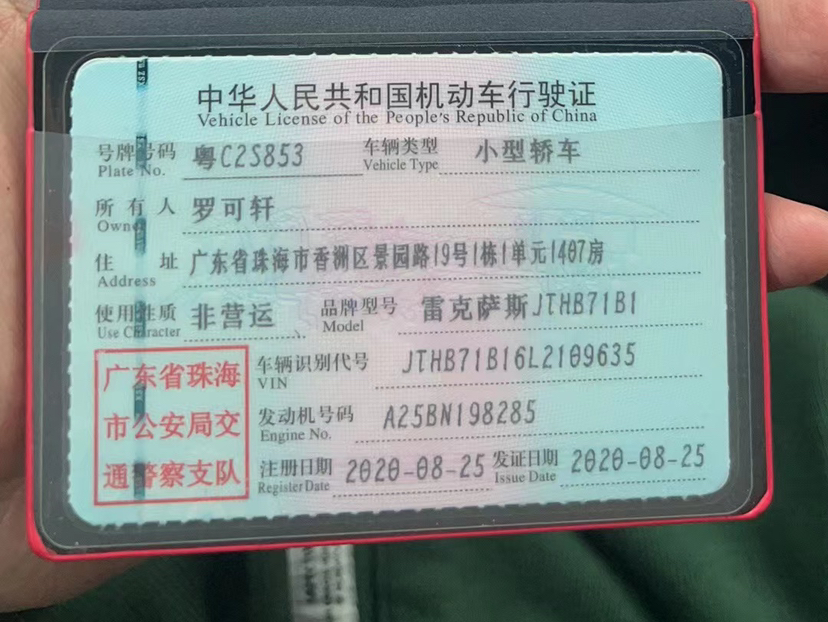 中华人民共和国机动车行驶证
Vehicle License of the People's Republic of China
号牌号码 粤C2S853 车辆类型 小型轿车
Plate No. Vehicle Type
所有人 罗可轩
Owner
住址 广东省珠海市香洲区景园路19号1栋1单元1407房
Address
使用性质 非营运 品牌型号 雷克萨斯JTHB71B1
Use Character Model
广东省珠海
市公安局交
通警察支队
车辆识别代号 JTHB71B16L2109635
VIN
发动机号码 A25BN198285
Engine No.
注册日期 2020-08-25 发证日期 2020-08-25
Register Date Issue Date